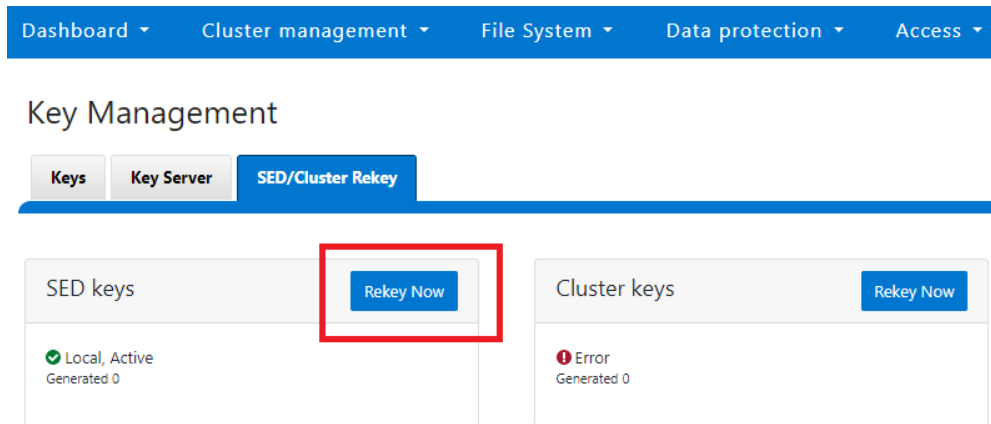 Dashboard Cluster management File System Data protection Access
Key Management
Keys Key Server SED/Cluster Rekey
SED keys Rekey Now Cluster keys Rekey Now
Local, Active Error
Generated 0 Generated 0